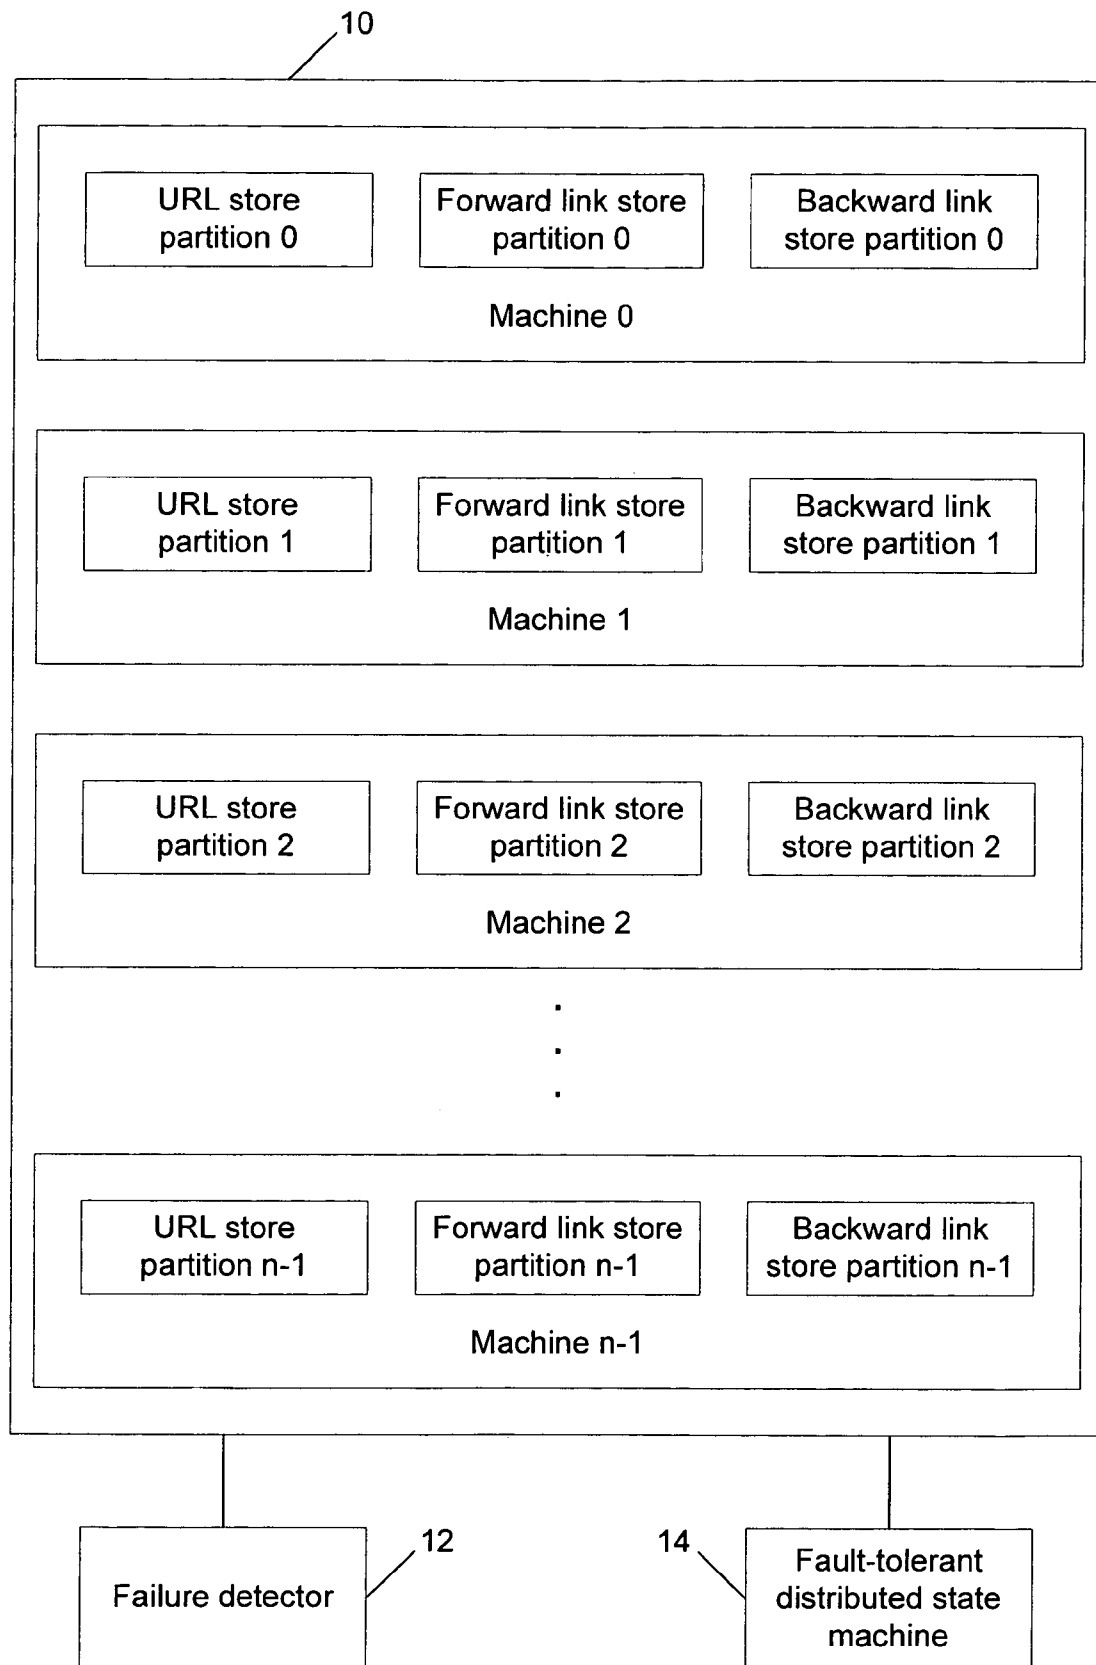 10
URL store
partition 0
Forward link store
partition 0
Backward link
store partition 0
Machine 0
URL store
partition 1
Forward link store
partition 1
Backward link
store partition 1
Machine 1
URL store
partition 2
Forward link store
partition 2
Backward link
store partition 2
Machine 2
URL store
partition n-1
Forward link store
partition n-1
Backward link
store partition n-1
Machine n-1
12
Failure detector
14
Fault-tolerant
distributed state
machine